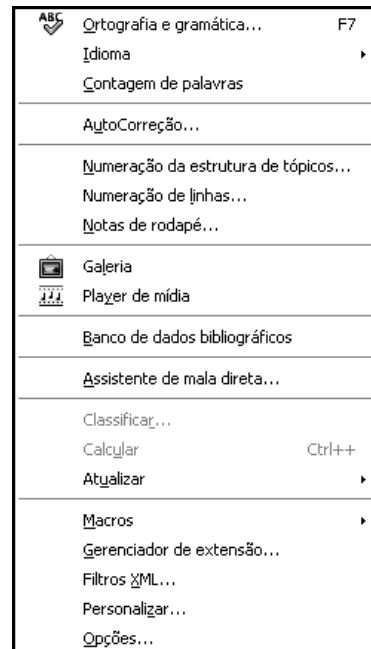 ABC Ortografia e gramática... F7
Idioma
Contagem de palavras
AutoCorreção...
Numeração da estrutura de tópicos...
Numeração de linhas...
Notas de rodapé...
Galeria
Player de mídia
Banco de dados bibliográficos
Assistente de mala direta...
Classificar...
Calcular Ctrl++
Atualizar
Macros
Gerenciador de extensão...
Filtros XML...
Personalizar...
Opções...